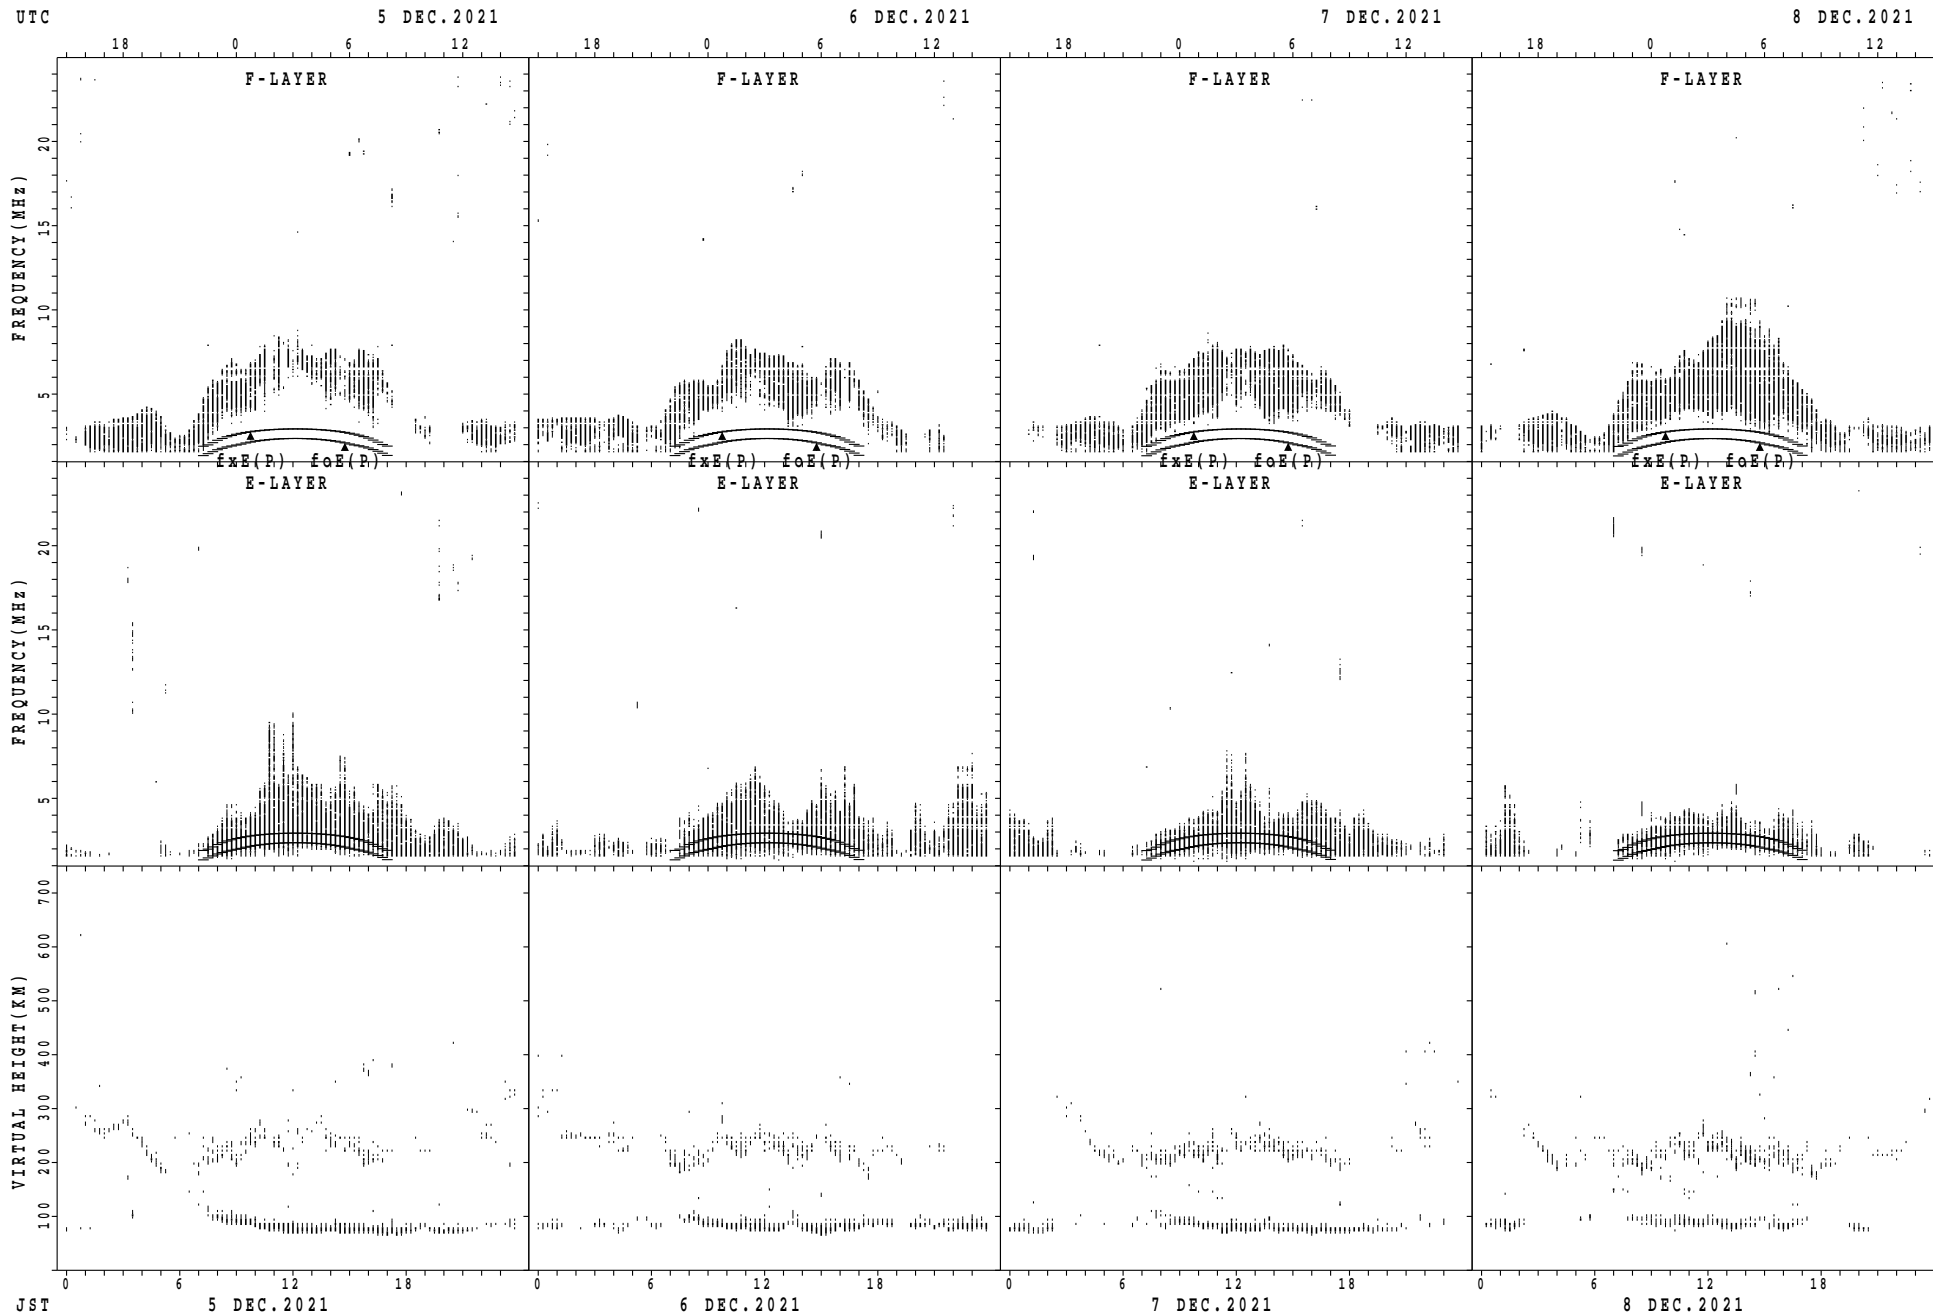 UTC 5 DEC.2021 6 DEC.2021 7 DEC.2021 8 DEC.2021
18 0 6 12 0 6 12 18 0 6 12 18 0 6 12
F-LAYER F-LAYER F-LAYER F-LAYER
FREQUENCY(MHz)
20
15
10
5
fxE(P) foE(P) fxE(P) foE(P) fxE(P) foE(P) fxE(P) foE(P)
E-LAYER E-LAYER E-LAYER E-LAYER
FREQUENCY(MHz)
20
15
10
5
VIRTUAL HEIGHT(KM)
700
600
500
400
300
200
100
0 6 12 18 0 6 12 18 0 6 12 18 0 6 12 18
JST 5 DEC.2021 6 DEC.2021 7 DEC.2021 8 DEC.2021